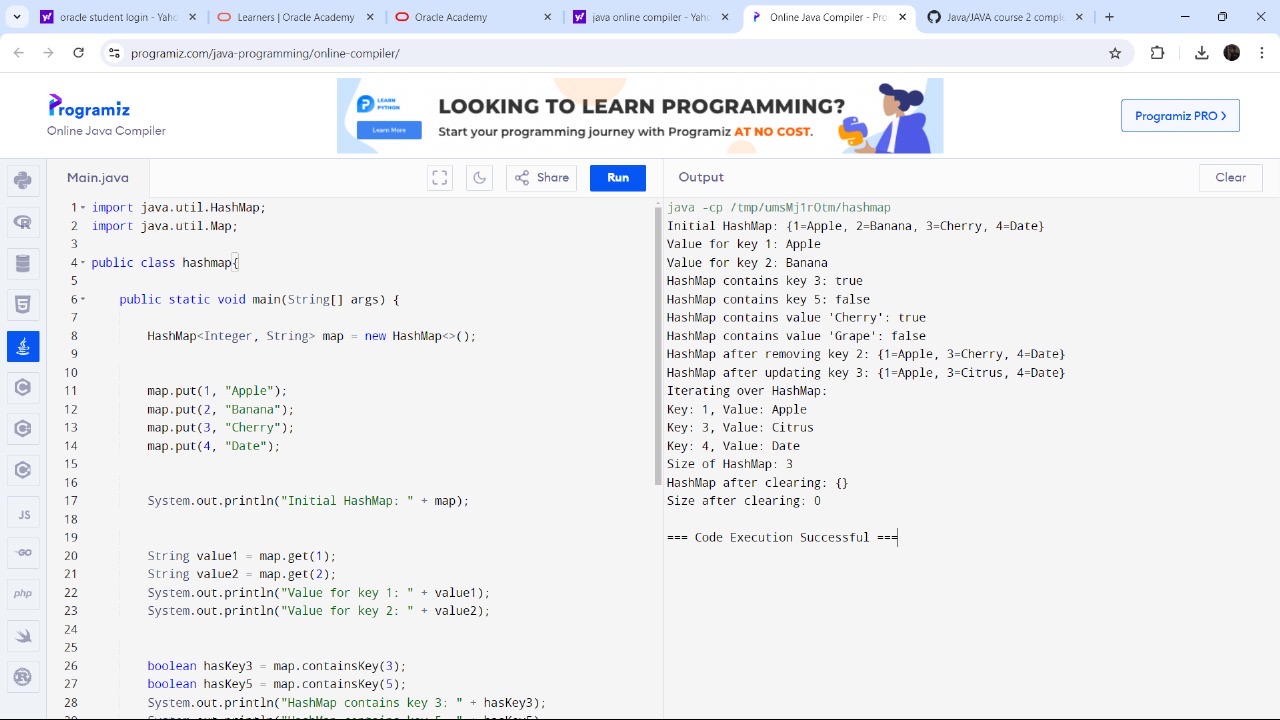 oracle student login - Yaho
Learners | Oracle Academy
Oracle Academy
java online compiler - Yaho
Online Java Compiler - Pro
Java/JAVA course 2 compl
programiz.com/java-programming/online-compiler/
Programiz
Online Java Compiler
LEARN
PYTHON
Learn More
LOOKING TO LEARN PROGRAMMING?
Start your programming journey with Programiz AT NO COST.
Programiz PRO
Main.java
Share
Run
Output
Clear
1 import java.util.HashMap;
2 import java.util.Map;
3
4 public class hashmap{
5
6 public static void main(String[] args) {
7
8 HashMap<Integer, String> map = new HashMap<>();
9
10
11 map.put(1, "Apple");
12 map.put(2, "Banana");
13 map.put(3, "Cherry");
14 map.put(4, "Date");
15
16
17 System.out.println("Initial HashMap: " + map);
18
19
20 String value1 = map.get(1);
21 String value2 = map.get(2);
22 System.out.println("Value for key 1: " + value1);
23 System.out.println("Value for key 2: " + value2);
24
25
26 boolean hasKey3 = map.containsKey(3);
27 boolean hasKey5 = map.containsKey(5);
28 System.out.println("HashMap contains key 3: " + hasKey3);
java -cp /tmp/umsMj1rOtm/hashmap
Initial HashMap: {1=Apple, 2=Banana, 3=Cherry, 4=Date}
Value for key 1: Apple
Value for key 2: Banana
HashMap contains key 3: true
HashMap contains key 5: false
HashMap contains value 'Cherry': true
HashMap contains value 'Grape': false
HashMap after removing key 2: {1=Apple, 3=Cherry, 4=Date}
HashMap after updating key 3: {1=Apple, 3=Citrus, 4=Date}
Iterating over HashMap:
Key: 1, Value: Apple
Key: 3, Value: Citrus
Key: 4, Value: Date
Size of HashMap: 3
HashMap after clearing: {}
Size after clearing: 0
=== Code Execution Successful ===
JS
GO
php